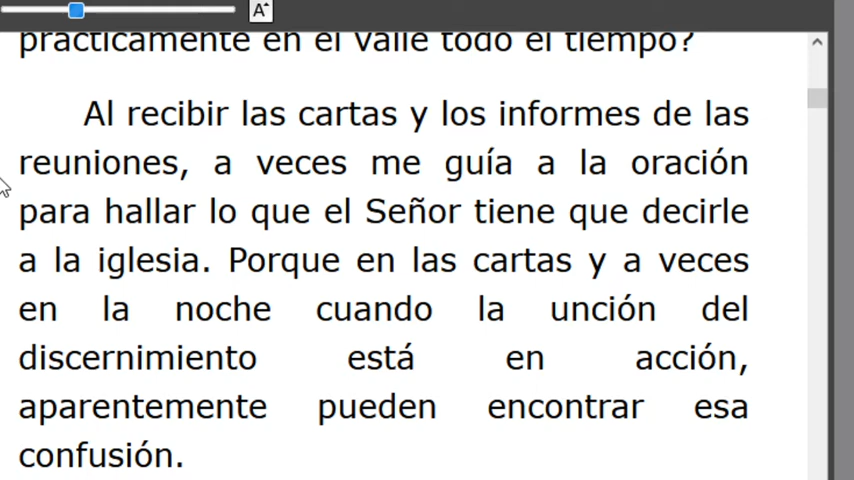 A
prácticamente en el valle todo el tiempo?
Al recibir las cartas y los informes de las
reuniones, a veces me guía a la oración
para hallar lo que el Señor tiene que decirle
a la iglesia. Porque en las cartas y a veces
en la noche cuando la unción del
discernimiento está en acción,
aparentemente pueden encontrar esa
confusión.